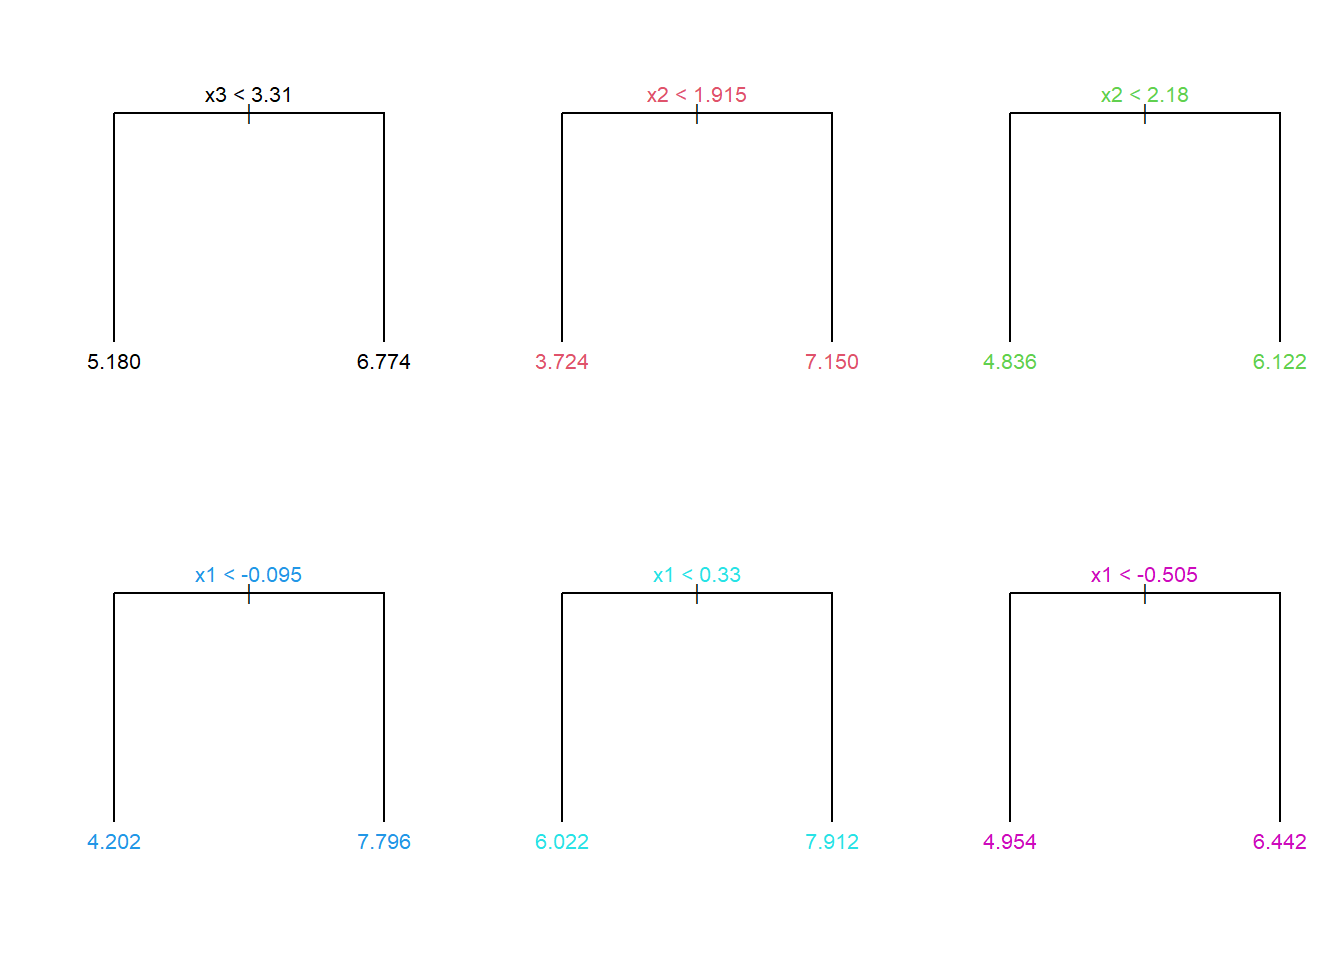 x3 < 3.31
x2 < 1.915
x2 < 2.18
5.180
6.774
3.724
7.150
4.836
6.122
x1 < -0.095
x1 < 0.33
x1 < -0.505
4.202
7.796
6.022
7.912
4.954
6.442